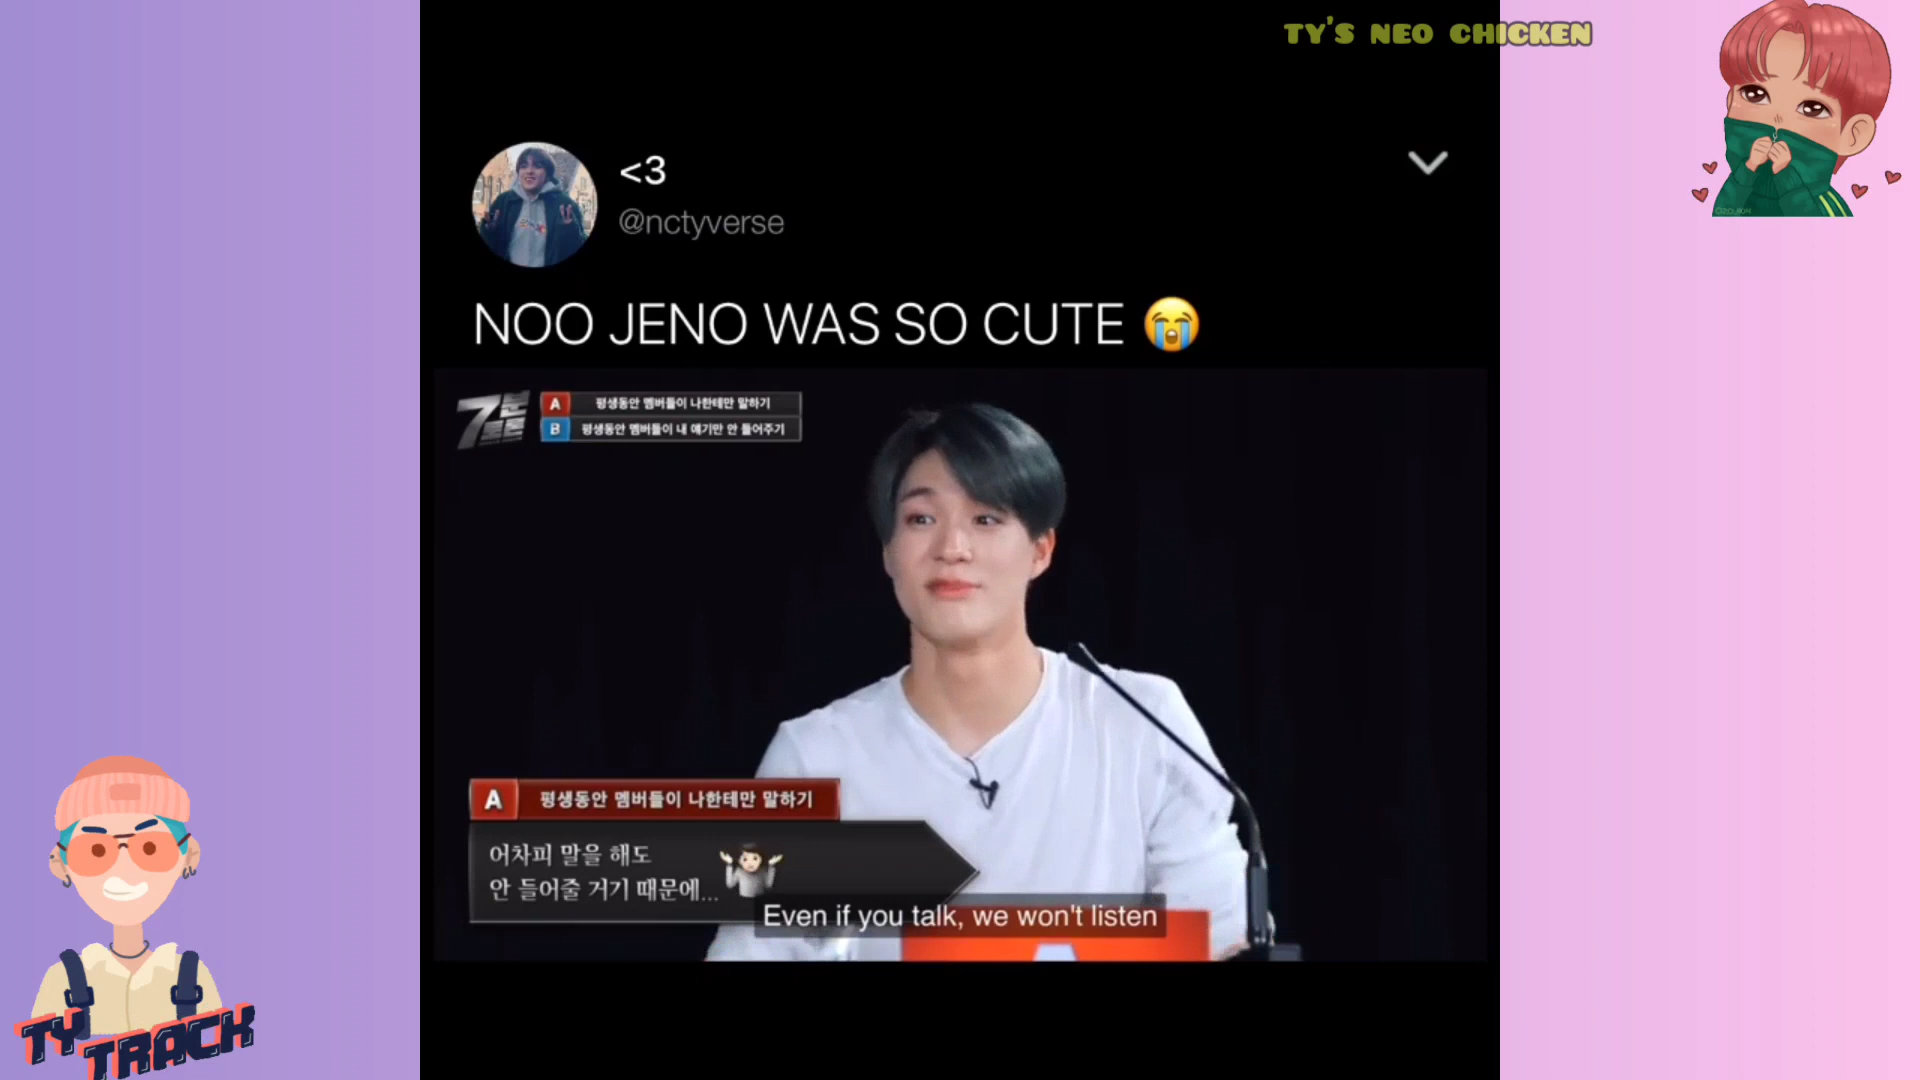 TY'S NEO CHICKEN
<3
@nctyverse
NOO JENO WAS SO CUTE 😭
7분
토론
A 평생동안 멤버들이 나한테만 말하기
B 평생동안 멤버들이 내 얘기만 안 들어주기
A 평생동안 멤버들이 나한테만 말하기
어차피 말을 해도
안 들어줄 거기 때문에...
Even if you talk, we won't listen
A
TY
TRACK